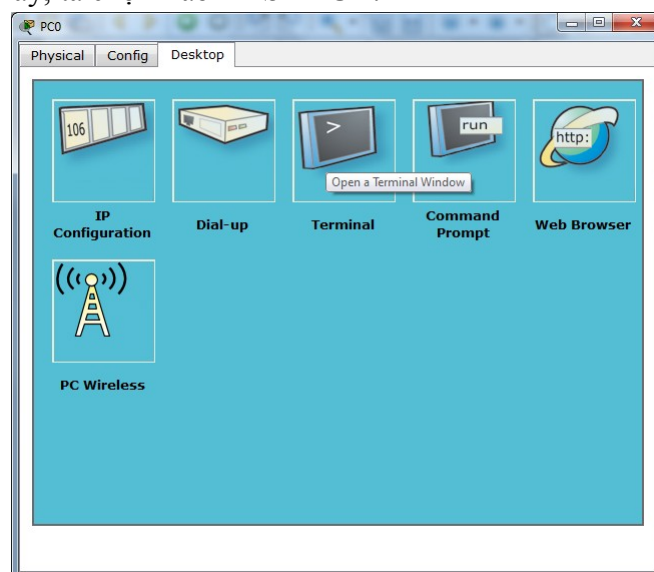 PC0
Physical Config Desktop
106
>
run
http:
Open a Terminal Window
IP
Configuration
Dial-up
Terminal
Command
Prompt
Web Browser
PC Wireless